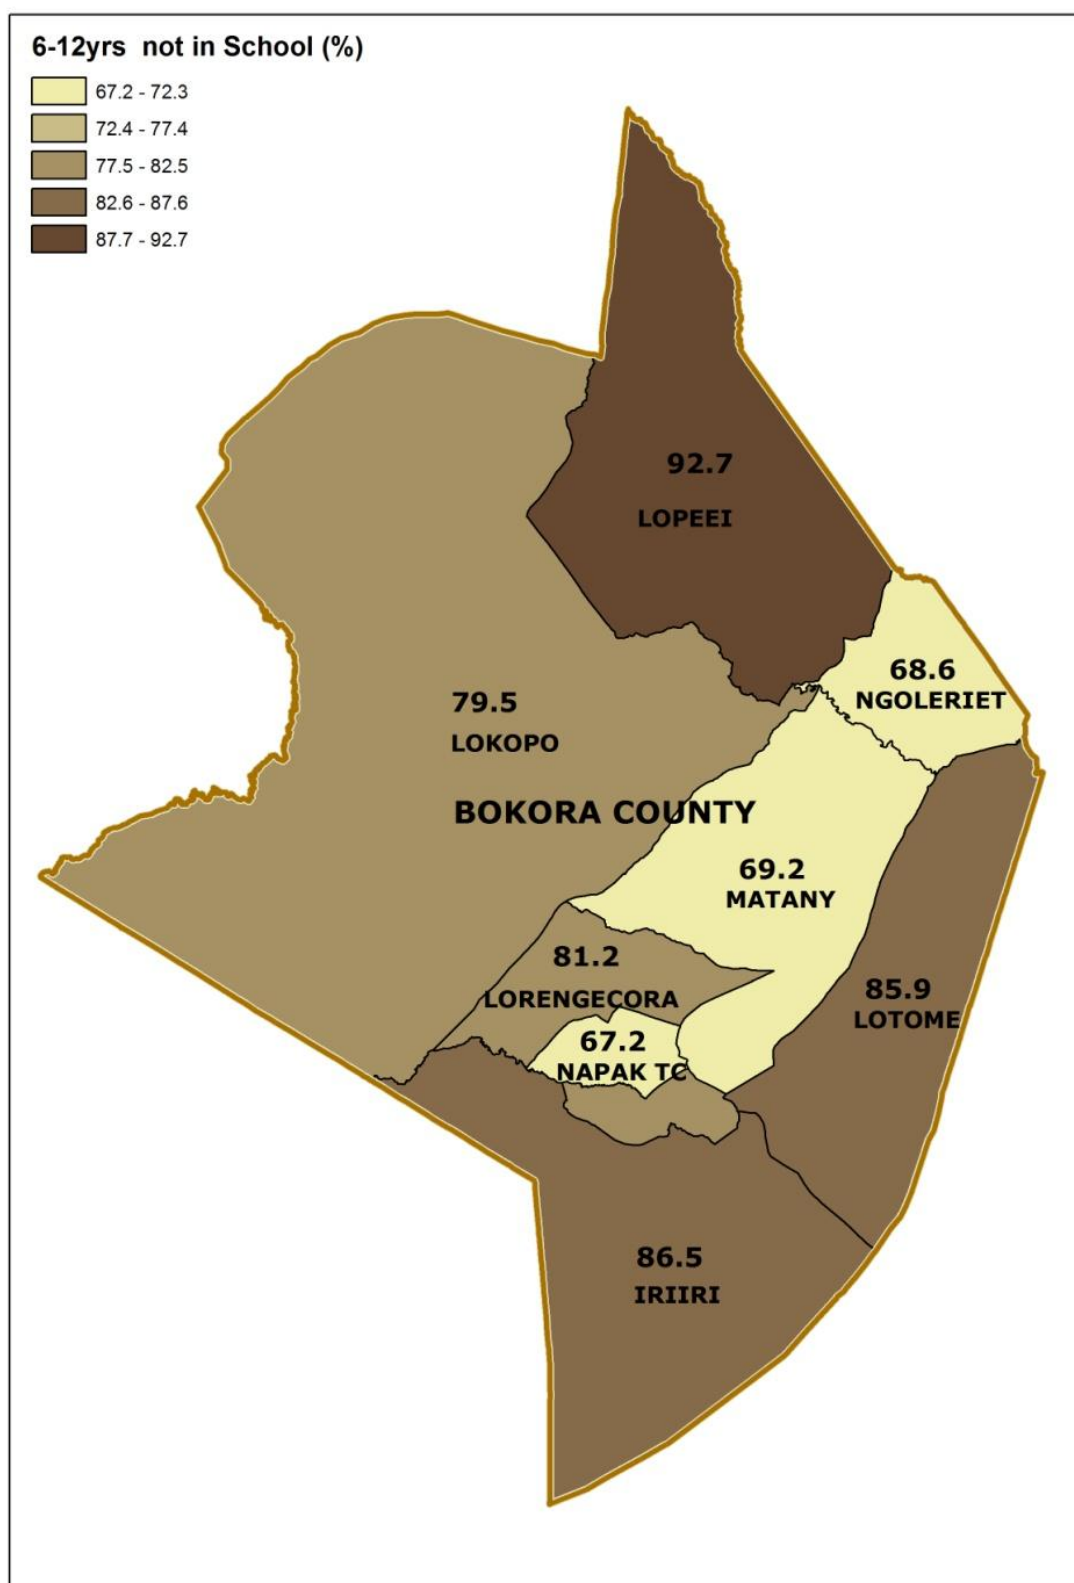 6-12yrs not in School (%)
67.2 - 72.3
72.4 - 77.4
77.5 - 82.5
82.6 - 87.6
87.7 - 92.7
92.7
LOPEEI
68.6
NGOLERIET
79.5
LOKOPO
BOKORA COUNTY
69.2
MATANY
81.2
LORENGECORA
85.9
LOTOME
67.2
NAPAK TC
86.5
IRIIRI